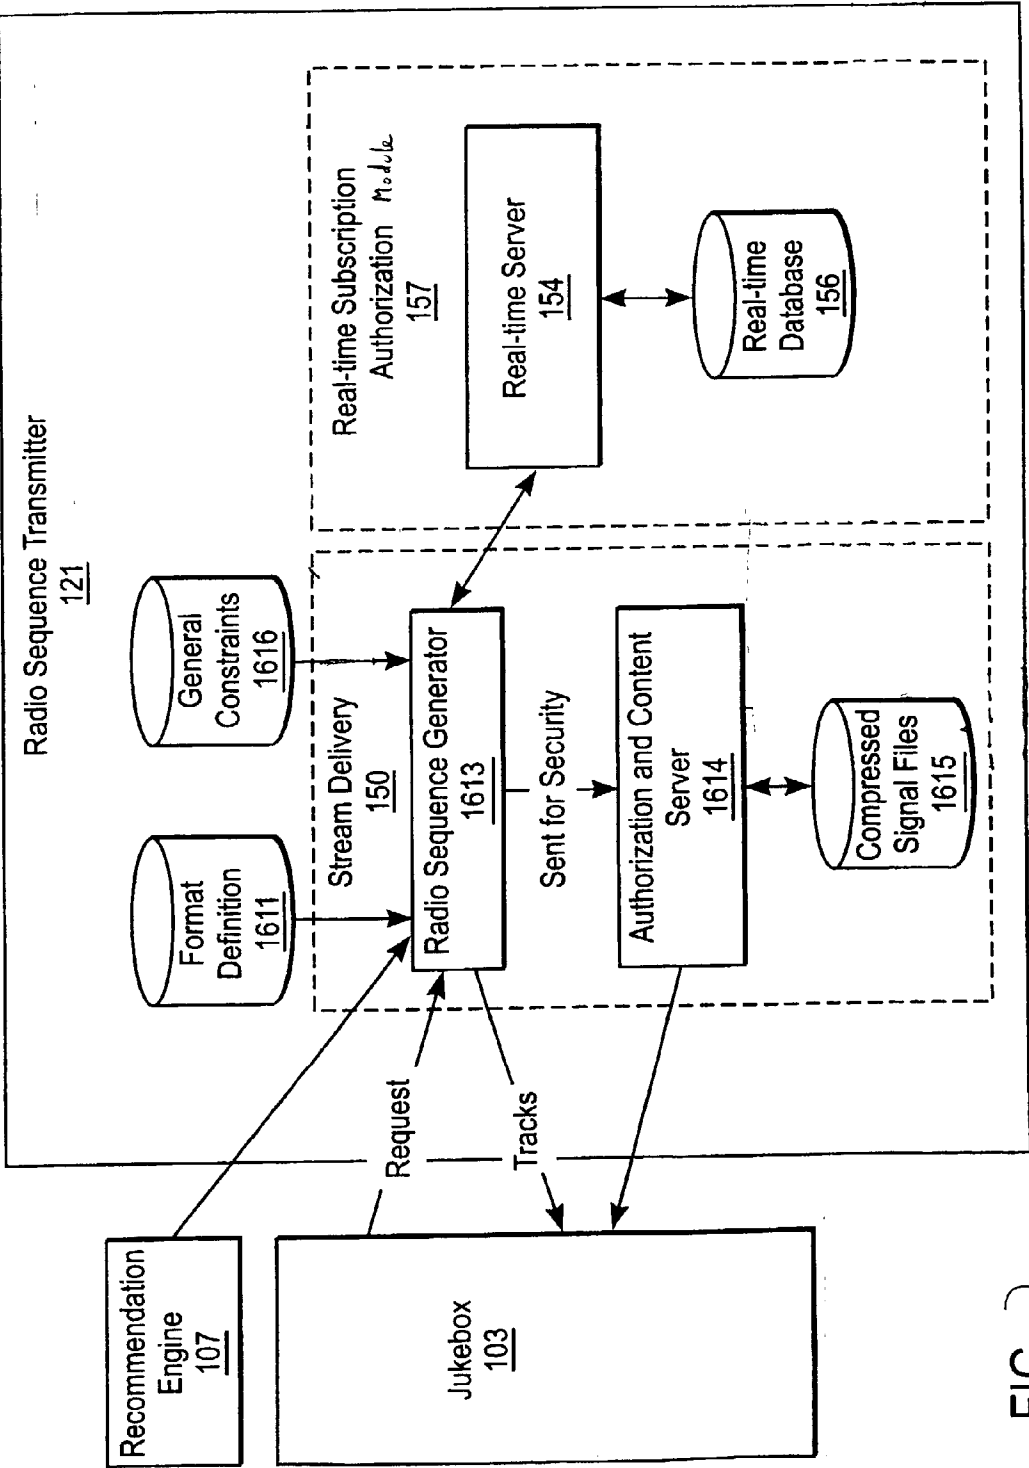 Radio Sequence Transmitter
121
Recommendation
Engine
107
Jukebox
103
Request
Tracks
Format
Definition
1611
General
Constraints
1616
Stream Delivery
150
Radio Sequence Generator
1613
Sent for Security
Authorization and Content
Server
1614
Compressed
Signal Files
1615
Real-time Subscription
Authorization Module
157
Real-time Server
154
Real-time
Database
156
FIG.